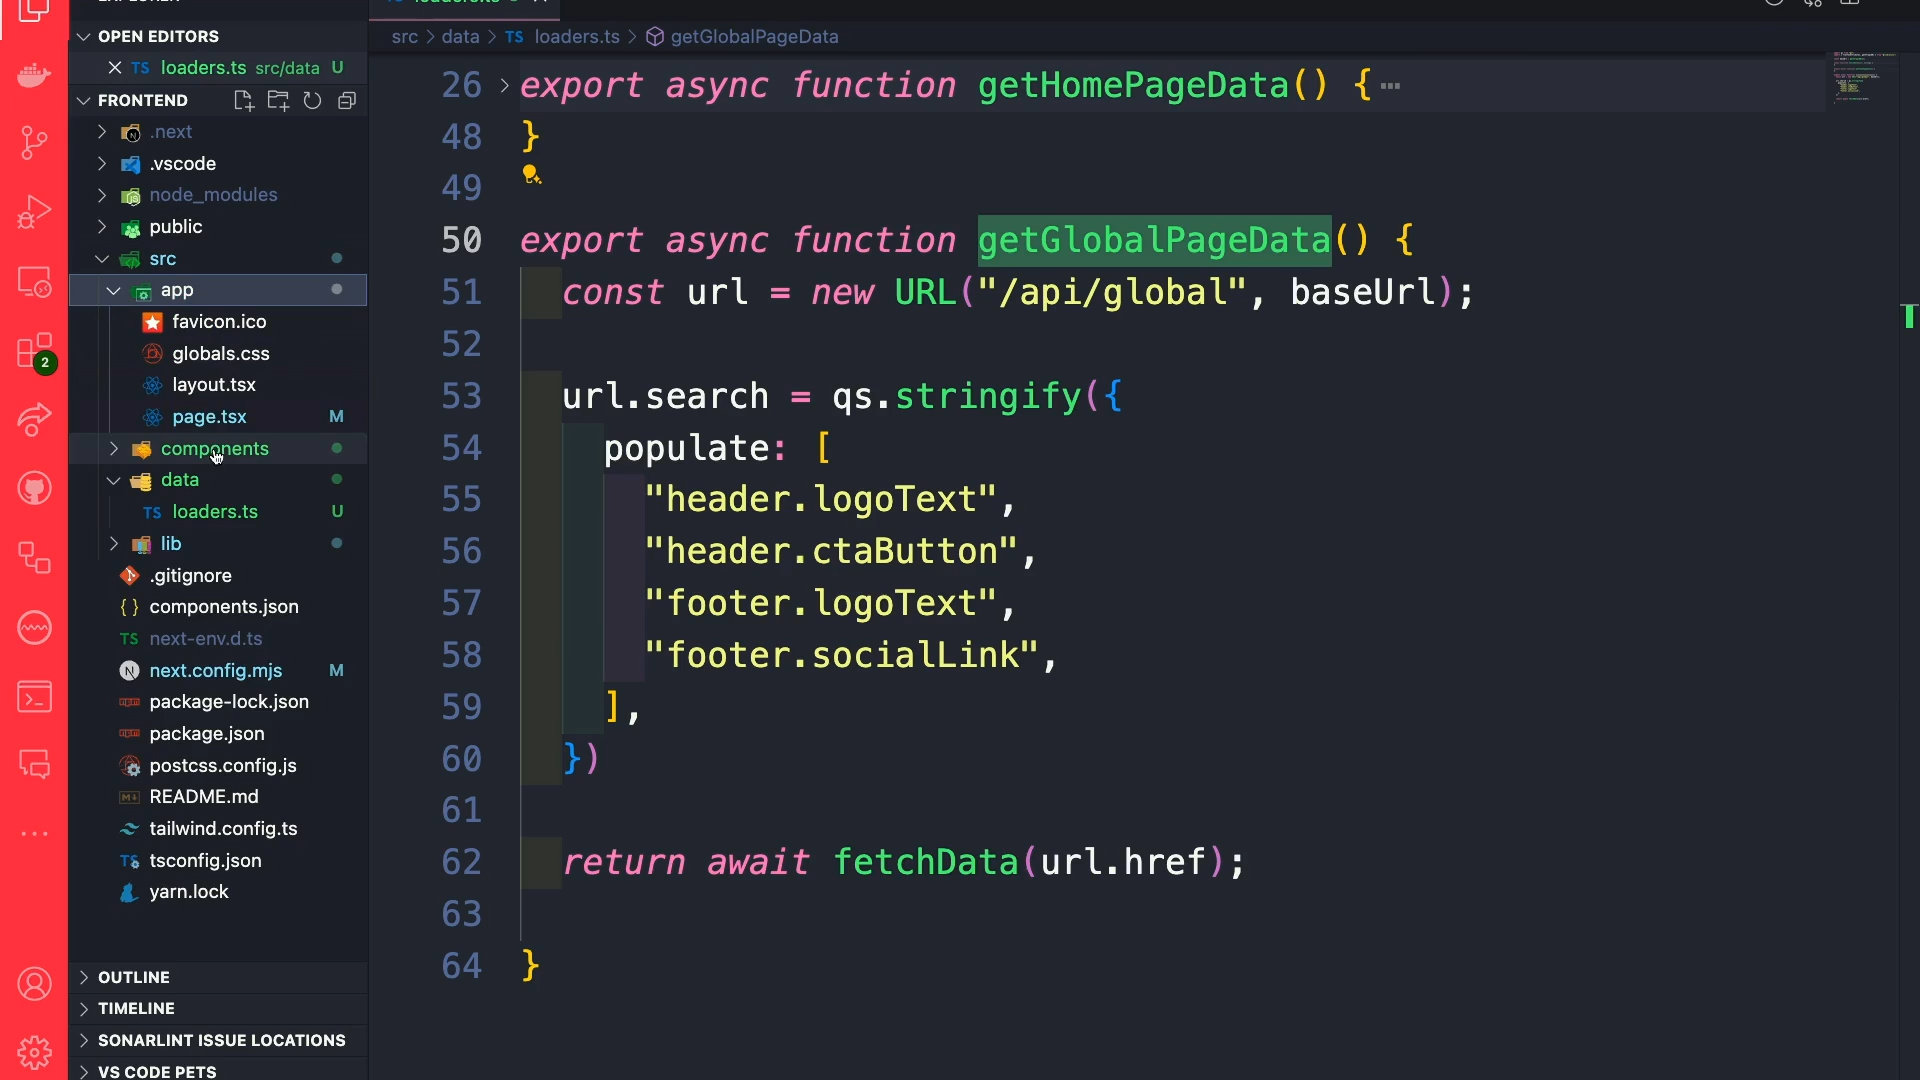 OPEN EDITORS
TS loaders.ts src/data U
FRONTEND
.next
.vscode
node_modules
public
src
app
favicon.ico
globals.css
layout.tsx
page.tsx M
components
data
TS loaders.ts U
lib
.gitignore
{} components.json
TS next-env.d.ts
N next.config.mjs M
package-lock.json
package.json
postcss.config.js
README.md
tailwind.config.ts
TS tsconfig.json
yarn.lock
OUTLINE
TIMELINE
SONARLINT ISSUE LOCATIONS
VS CODE PETS
2
src > data > TS loaders.ts > getGlobalPageData
26 export async function getHomePageData() {
48 }
49
50 export async function getGlobalPageData() {
51 const url = new URL("/api/global", baseUrl);
52
53 url.search = qs.stringify({
54 populate: [
55 "header.logoText",
56 "header.ctaButton",
57 "footer.logoText",
58 "footer.socialLink",
59 ],
60 })
61
62 return await fetchData(url.href);
63
64 }